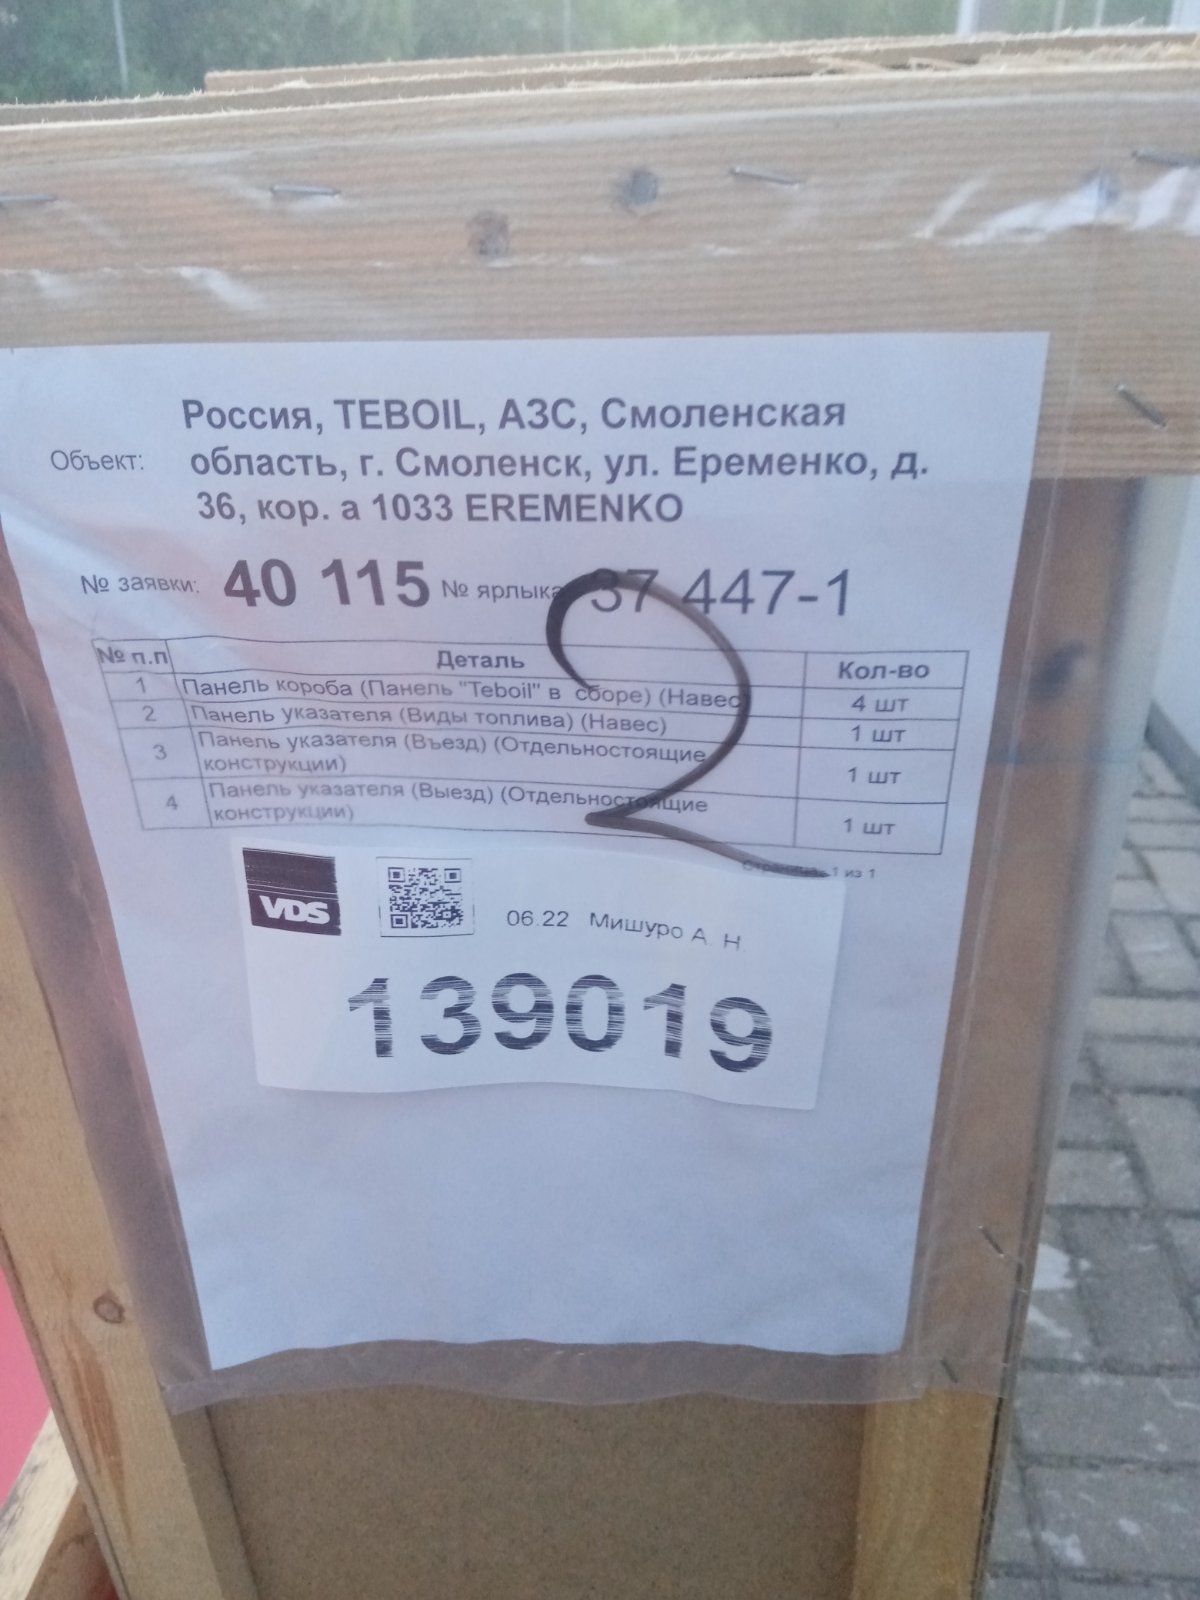 Россия, TEBOIL, АЗС, Смоленская
Объект: область, г. Смоленск, ул. Еременко, д.
36, кор. а 1033 EREMENKO
№ заявки: 40 115 № ярлыка 37 447-1
2
№ п.п Деталь Кол-во
1 Панель короба (Панель "Teboil" в сборе) (Навес) 4 шт
2 Панель указателя (Виды топлива) (Навес) 1 шт
3 Панель указателя (Въезд) (Отдельностоящие
конструкции) 1 шт
4 Панель указателя (Выезд) (Отдельностоящие
конструкции) 1 шт
Страница 1 из 1
VDS 06.22 Мишуро А. Н.
139019